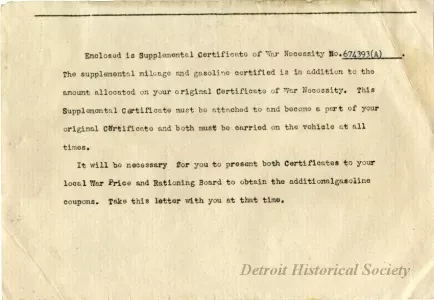 Enclosed is Supplemental Certificate of War Necessity No. 674393(A) .
The supplemental mileage and gasoline certified is in addition to the
amount allocated on your original Certificate of War Necessity. This
Supplemental Certificate must be attached to and become a part of your
original Certificate and both must be carried on the vehicle at all
times.
It will be necessary for you to present both Certificates to your
local War Price and Rationing Board to obtain the additionalgasoline
coupons. Take this letter with you at that time.
Detroit Historical Society